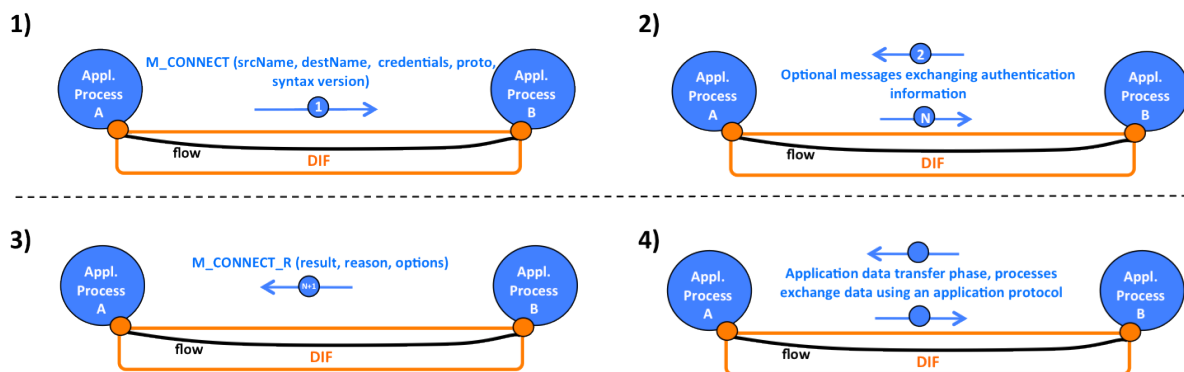 1)
Appl.
Process
A
M_CONNECT (srcName, destName, credentials, proto,
syntax version)
1
Appl.
Process
B
flow
DIF
2)
Appl.
Process
A
2
Optional messages exchanging authentication
information
N
Appl.
Process
B
flow
DIF
3)
Appl.
Process
A
M_CONNECT_R (result, reason, options)
N+1
Appl.
Process
B
flow
DIF
4)
Appl.
Process
A
Application data transfer phase, processes
exchange data using an application protocol
Appl.
Process
B
flow
DIF